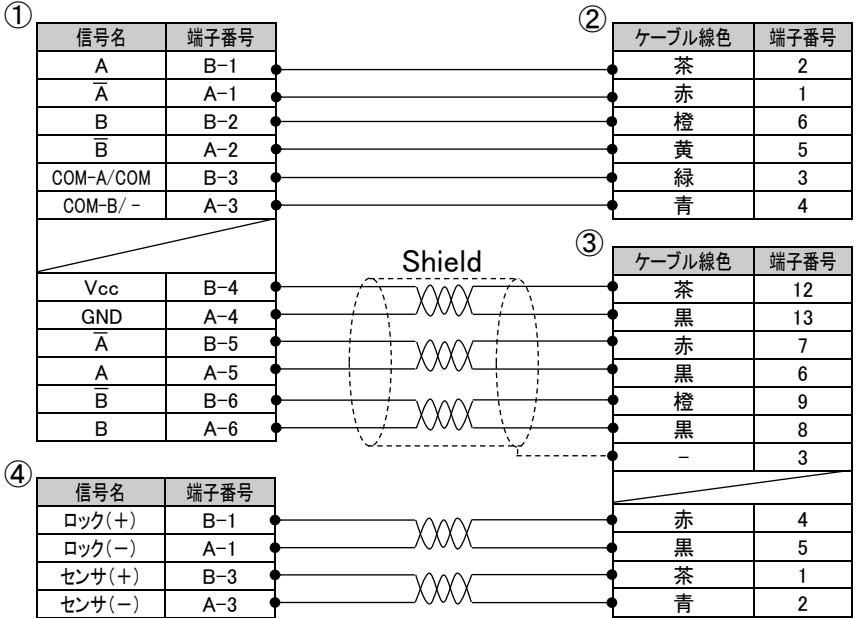 ①
信号名 端子番号
A B-1
A̅ A-1
B B-2
B̅ A-2
COM-A/COM B-3
COM-B/- A-3
Vcc B-4
GND A-4
A̅ B-5
A A-5
B̅ B-6
B A-6
②
ケーブル線色 端子番号
茶 2
赤 1
橙 6
黄 5
緑 3
青 4
Shield
③
ケーブル線色 端子番号
茶 12
黒 13
赤 7
黒 6
橙 9
黒 8
- 3
赤 4
黒 5
茶 1
青 2
④
信号名 端子番号
ロック(+) B-1
ロック(-) A-1
センサ(+) B-3
センサ(-) A-3